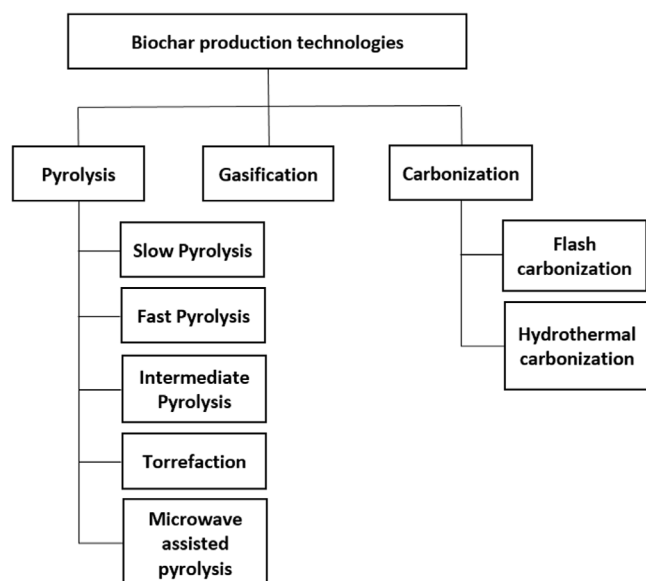 Biochar production technologies
Pyrolysis
Gasification
Carbonization
Slow Pyrolysis
Fast Pyrolysis
Intermediate
Pyrolysis
Torrefaction
Microwave
assisted
pyrolysis
Flash
carbonization
Hydrothermal
carbonization